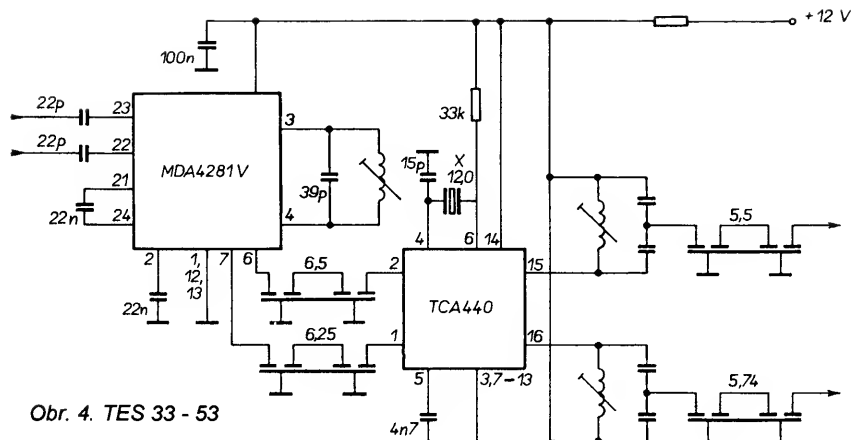 +12 V
100n
22p
23
22p
22
21
24
22n
MDA4281V
3
4
39p
2
1,
12,
13
7
6
22n
33k
15p
X
12,0
4
6
14
6,5
6,25
2
1
TCA440
15
16
5
3,7-13
4n7
5,5
5,74
Obr. 4. TES 33 - 53